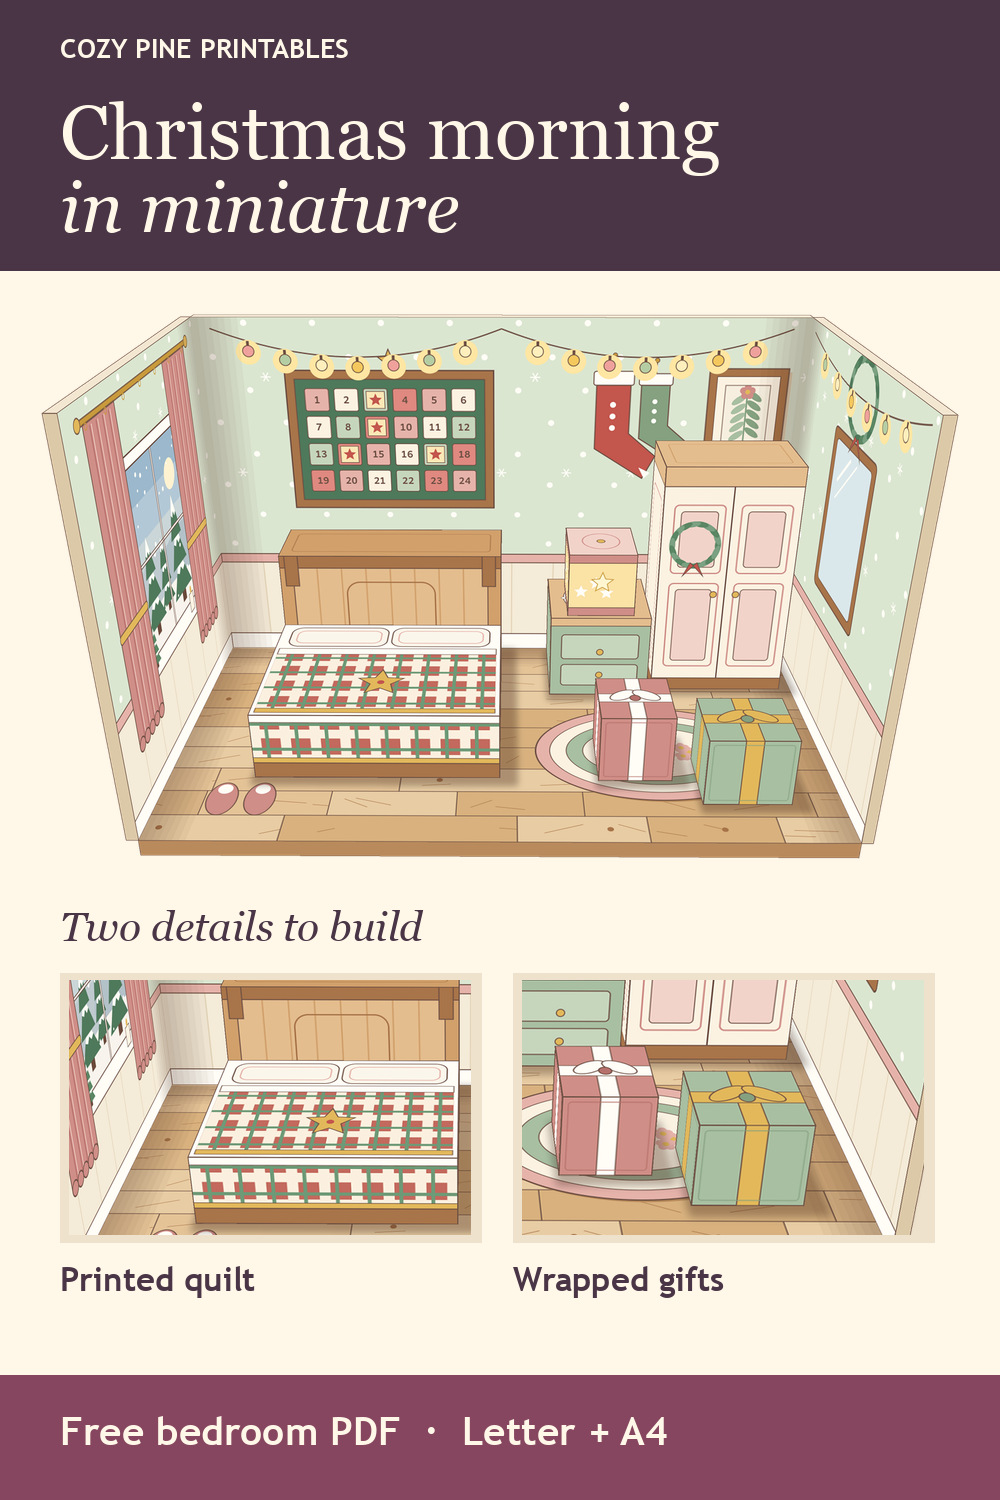 COZY PINE PRINTABLES
Christmas morning
in miniature
1 2 4 5 6
7 8 10 11 12
13 15 16 18
19 20 21 22 23 24
Two details to build
Printed quilt
Wrapped gifts
Free bedroom PDF · Letter + A4